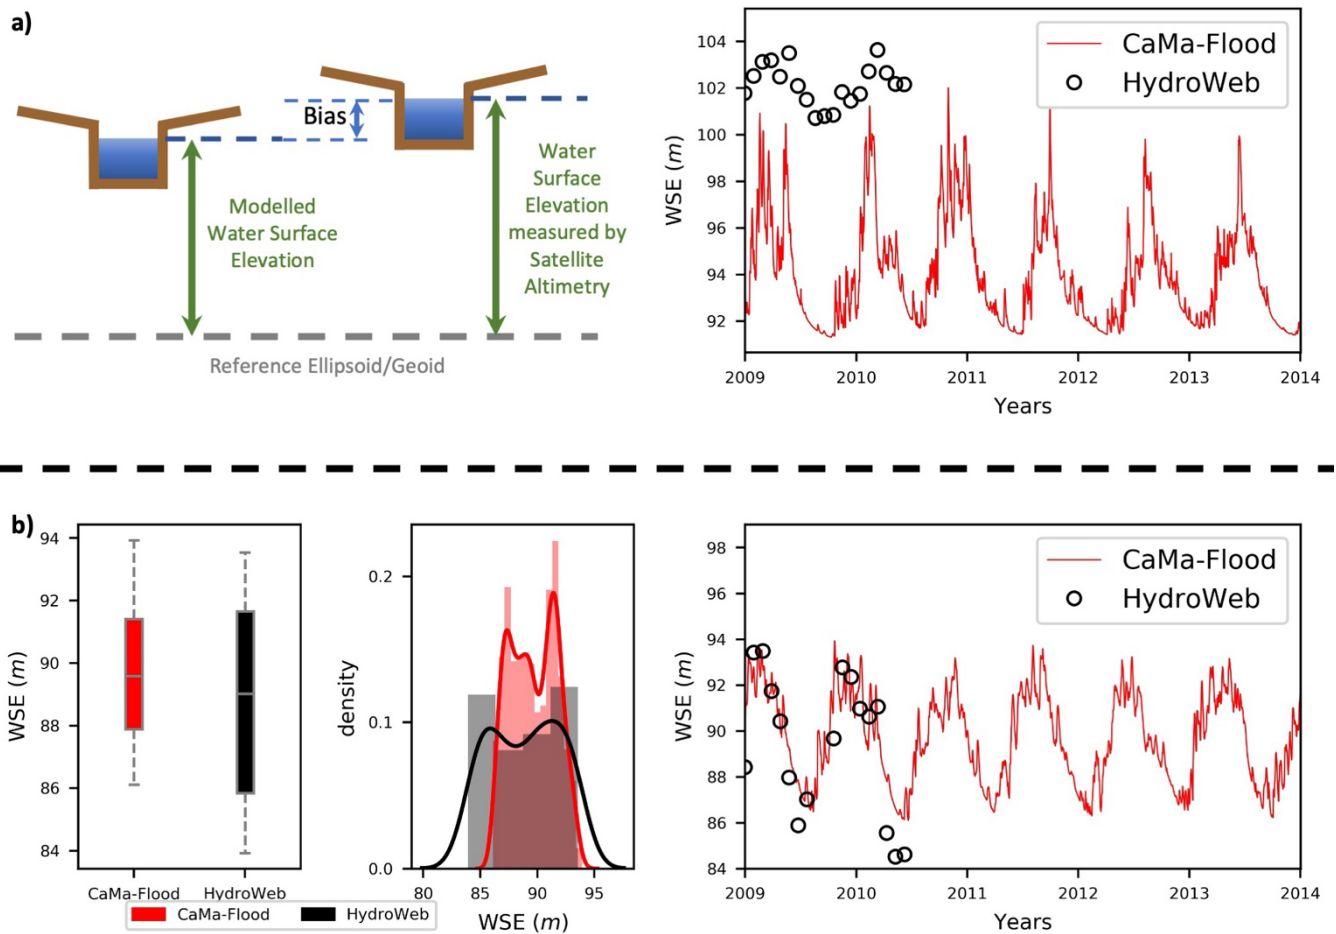 a)
Bias
Modelled
Water Surface
Elevation
Water
Surface
Elevation
measured by
Satellite
Altimetry
Reference Ellipsoid/Geoid
WSE (m)
104
102
100
98
96
94
92
CaMa-Flood
HydroWeb
2009 2010 2011 2012 2013 2014
Years
b)
WSE (m)
94
92
90
88
86
84
CaMa-Flood HydroWeb
density
0.2
0.1
0.0
80 85 90 95
WSE (m)
CaMa-Flood HydroWeb
WSE (m)
98
96
94
92
90
88
86
84
CaMa-Flood
HydroWeb
2009 2010 2011 2012 2013 2014
Years